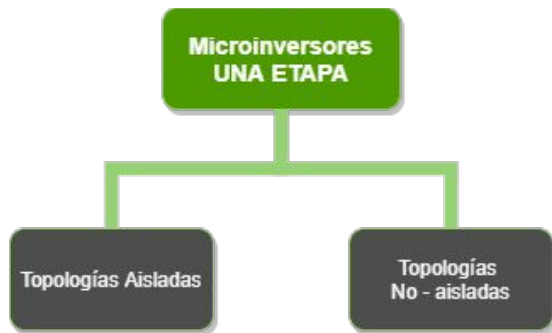 Microinversores
UNA ETAPA
Topologías Aisladas
Topologías
No - aisladas